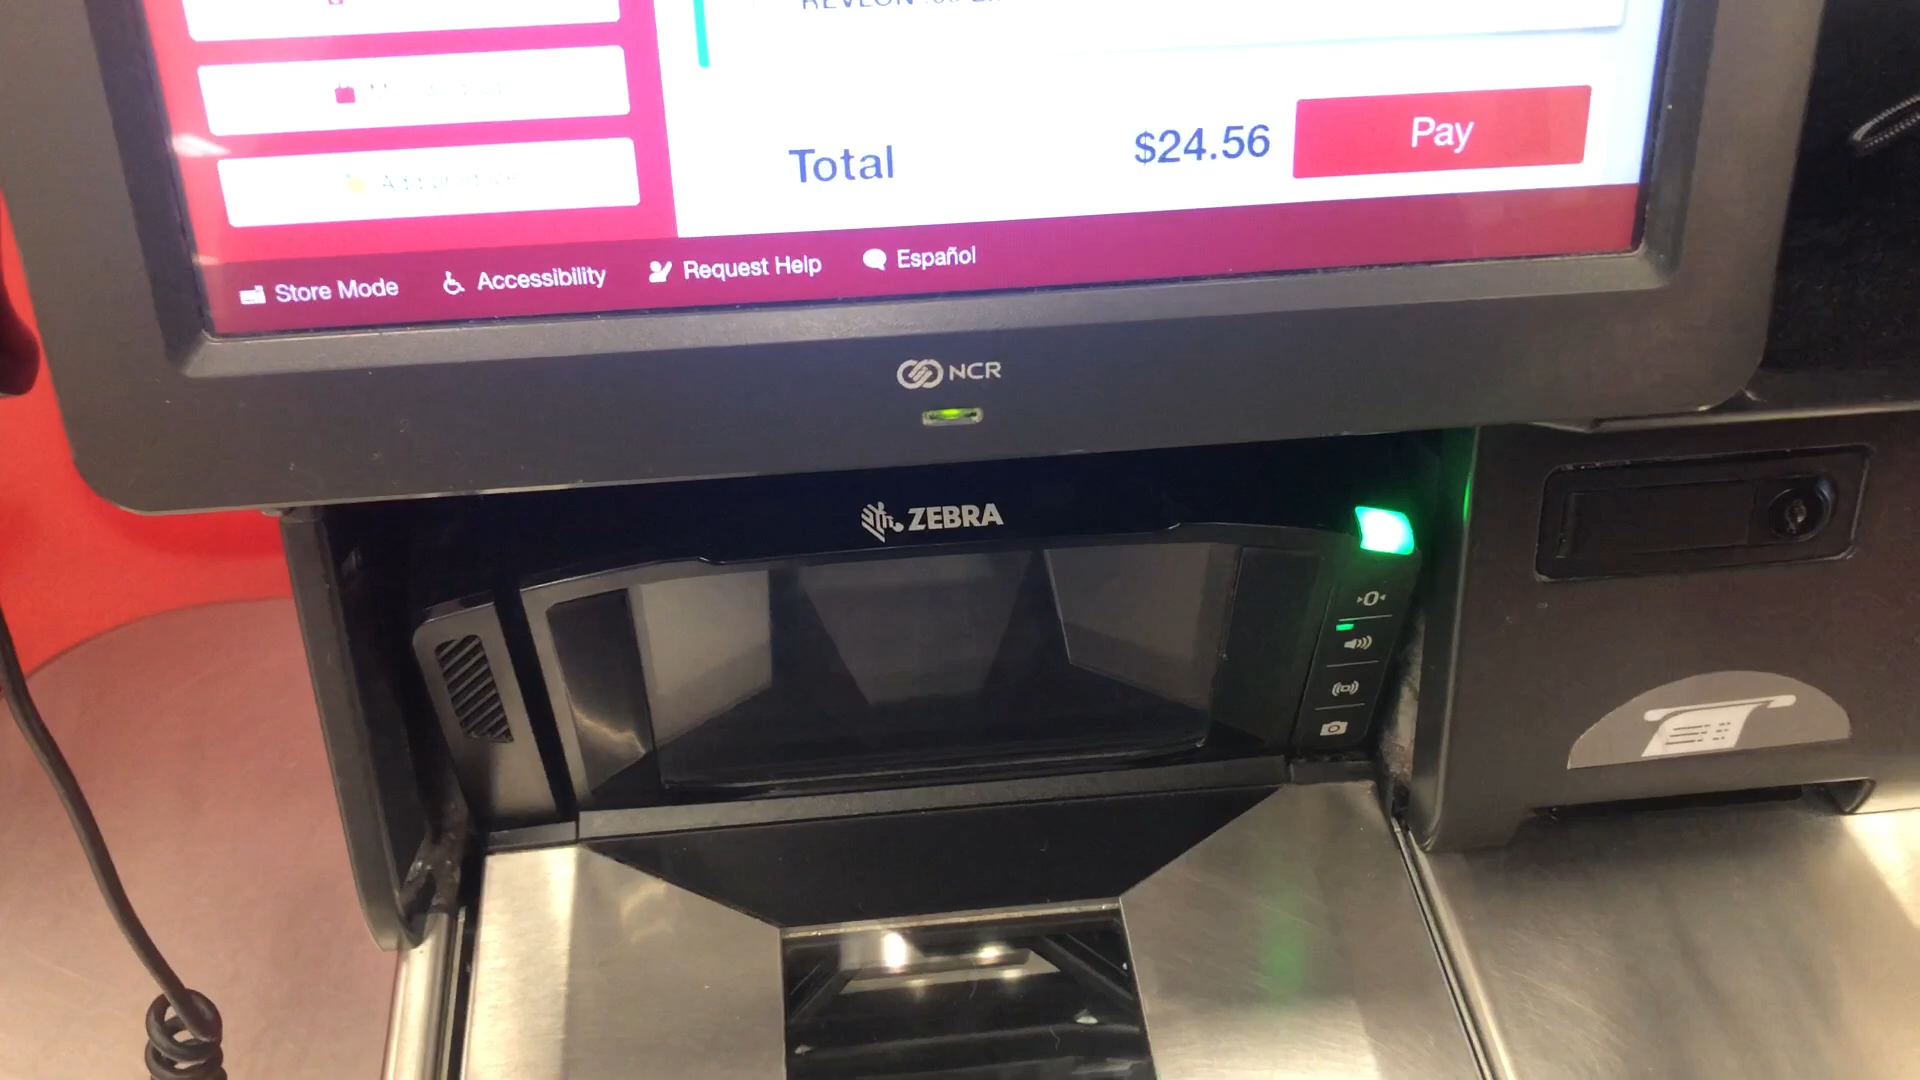 REVLON
Total $24.56 Pay
Store Mode Accessibility Request Help Español
NCR
ZEBRA